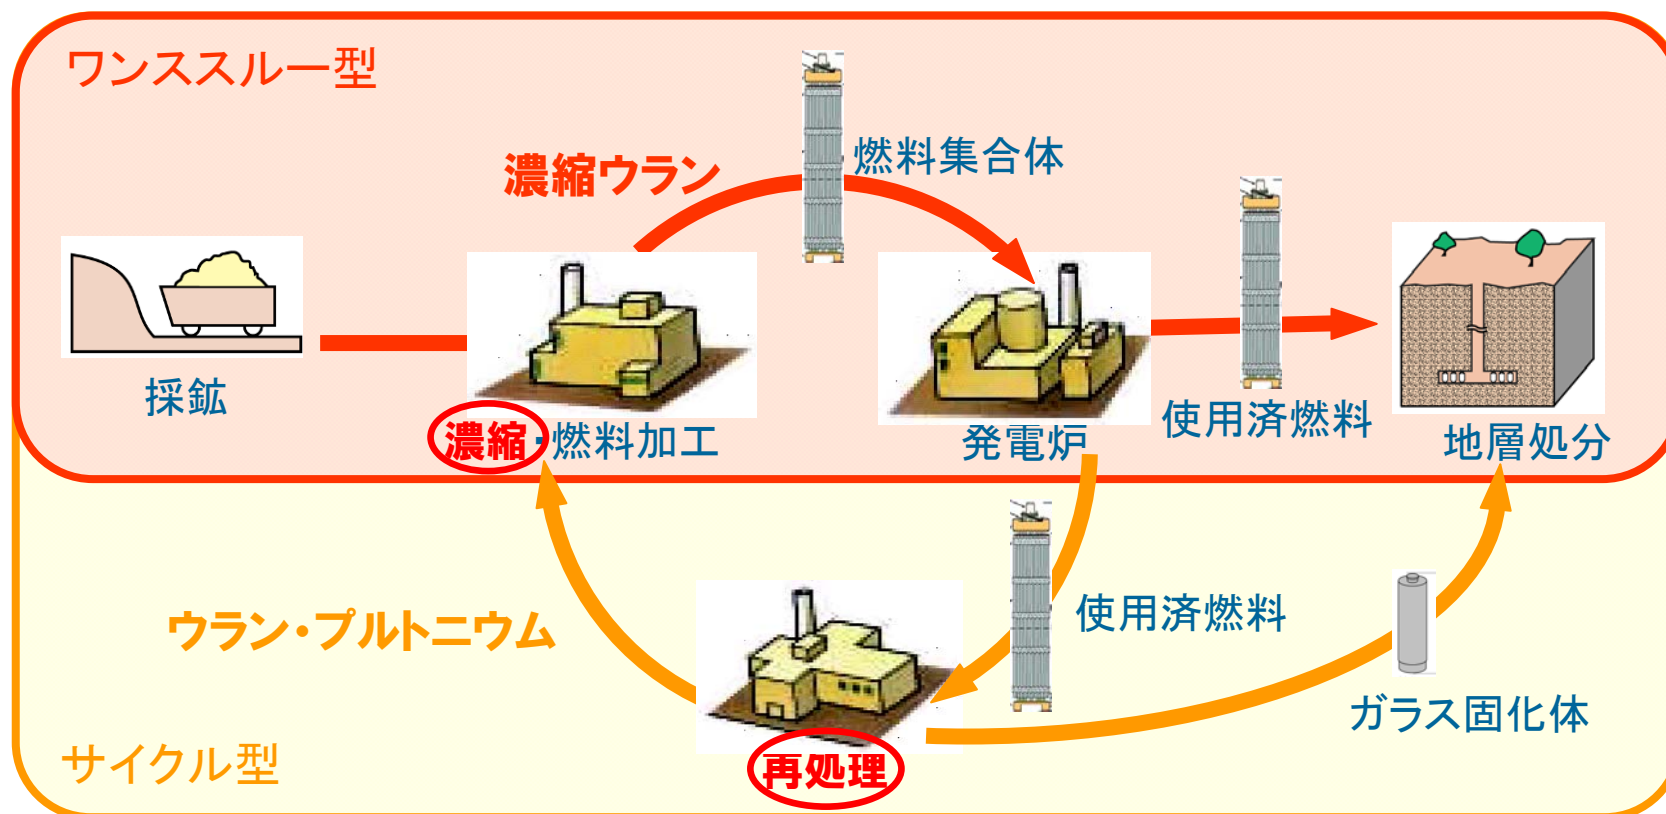 ワンススルー型
濃縮ウラン
燃料集合体
採鉱
濃縮・燃料加工
発電炉
使用済燃料
地層処分
ウラン・プルトニウム
使用済燃料
ガラス固化体
サイクル型
再処理